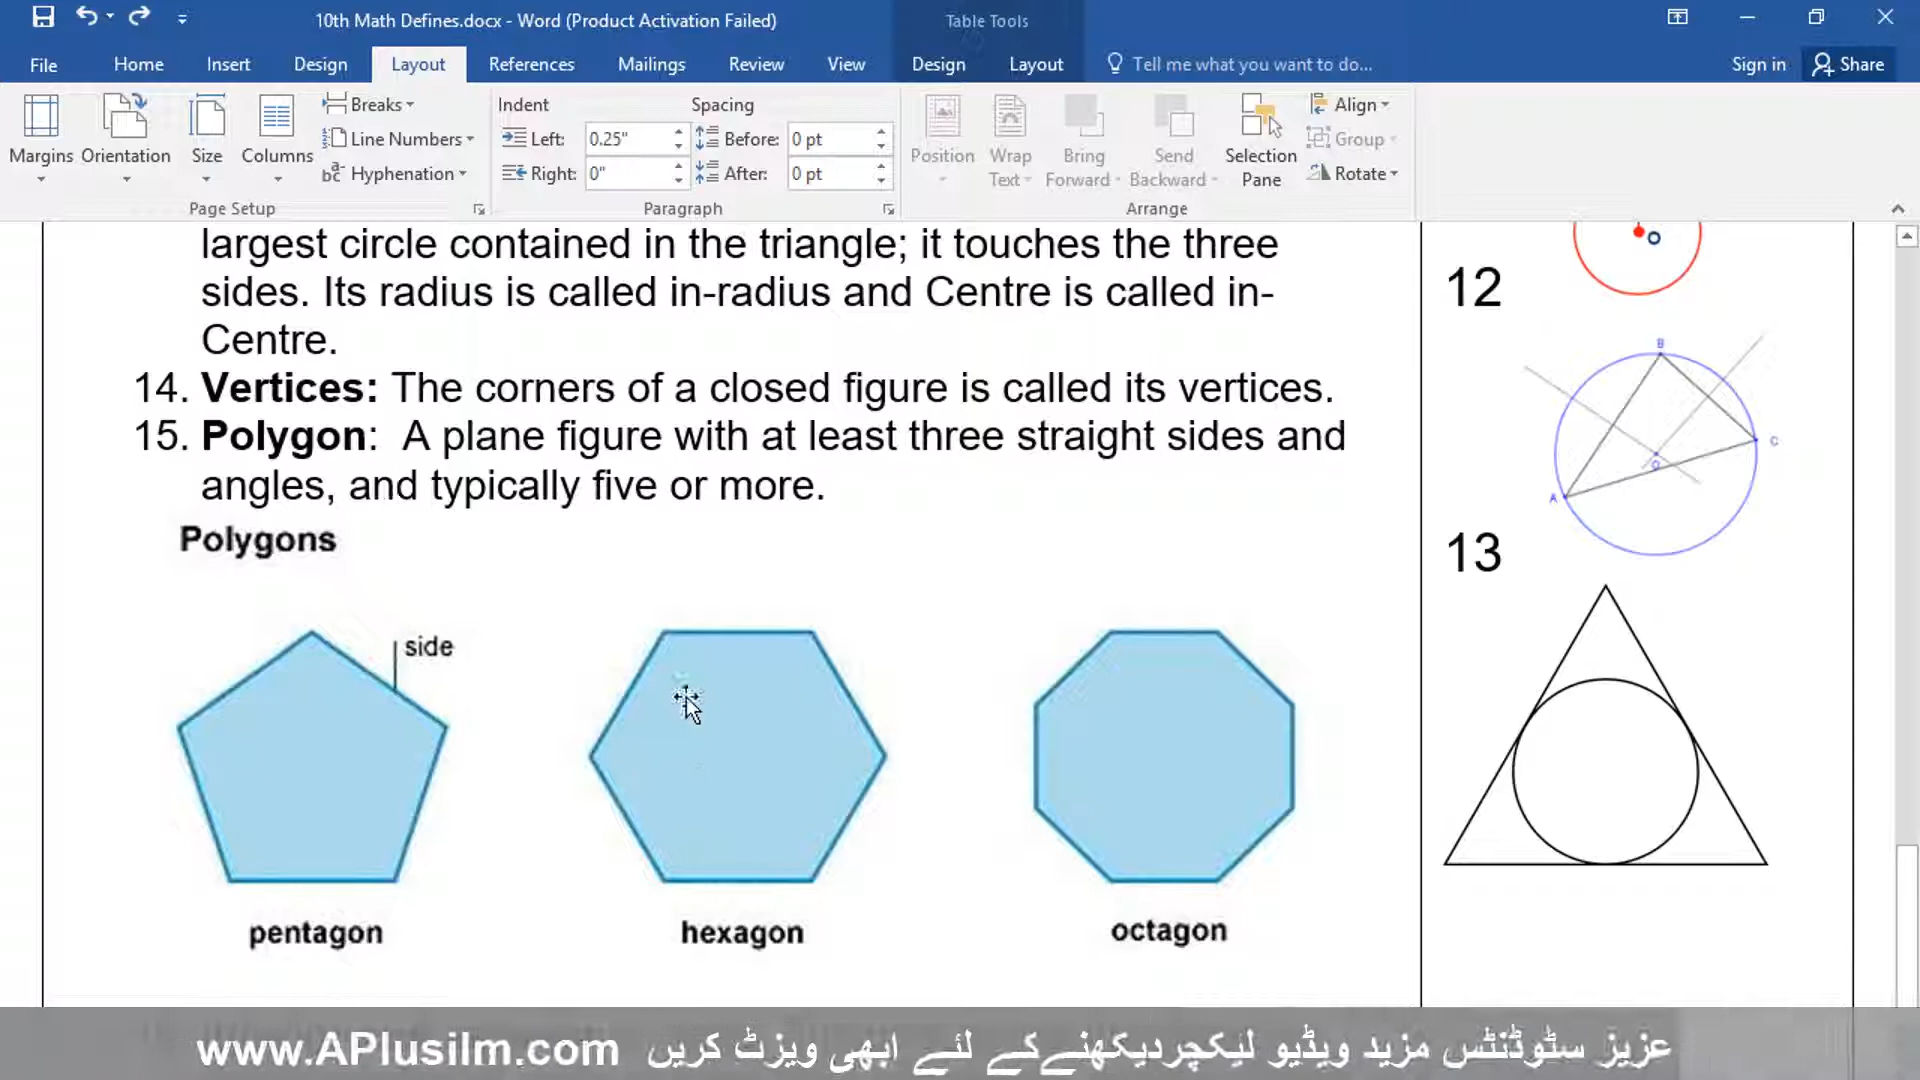 10th Math Defines.docx - Word (Product Activation Failed)
Table Tools
File Home Insert Design Layout References Mailings Review View Design Layout Tell me what you want to do... Sign in Share
Margins Orientation Size Columns
Breaks
Line Numbers
Hyphenation
Page Setup
Indent Spacing
Left: 0.25" Before: 0 pt
Right: 0" After: 0 pt
Paragraph
Position Wrap Text Bring Forward Send Backward Selection Pane
Align
Group
Rotate
Arrange
largest circle contained in the triangle; it touches the three
sides. Its radius is called in-radius and Centre is called in-
Centre.
14. Vertices: The corners of a closed figure is called its vertices.
15. Polygon: A plane figure with at least three straight sides and
angles, and typically five or more.
Polygons
side
pentagon hexagon octagon
O
12
B
C
O
A
13
www.APlusilm.com عزیز سٹوڈنٹس مزید ویڈیو لیکچردیکھنےکے لئے ابھی ویزٹ کریں